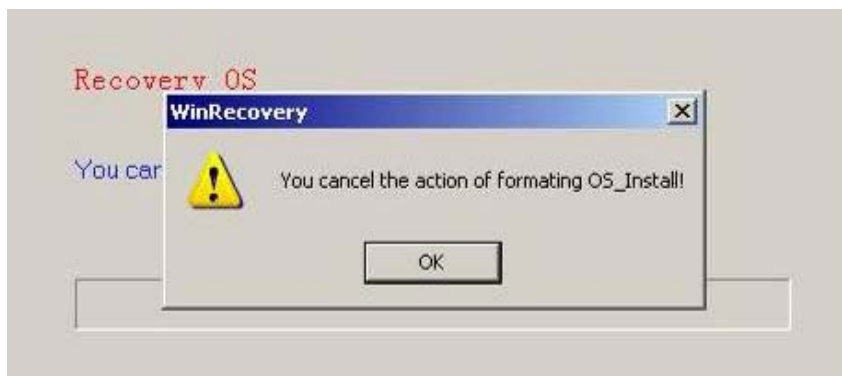 Recovery OS
WinRecovery
You can
You cancel the action of formating OS_Install!
OK